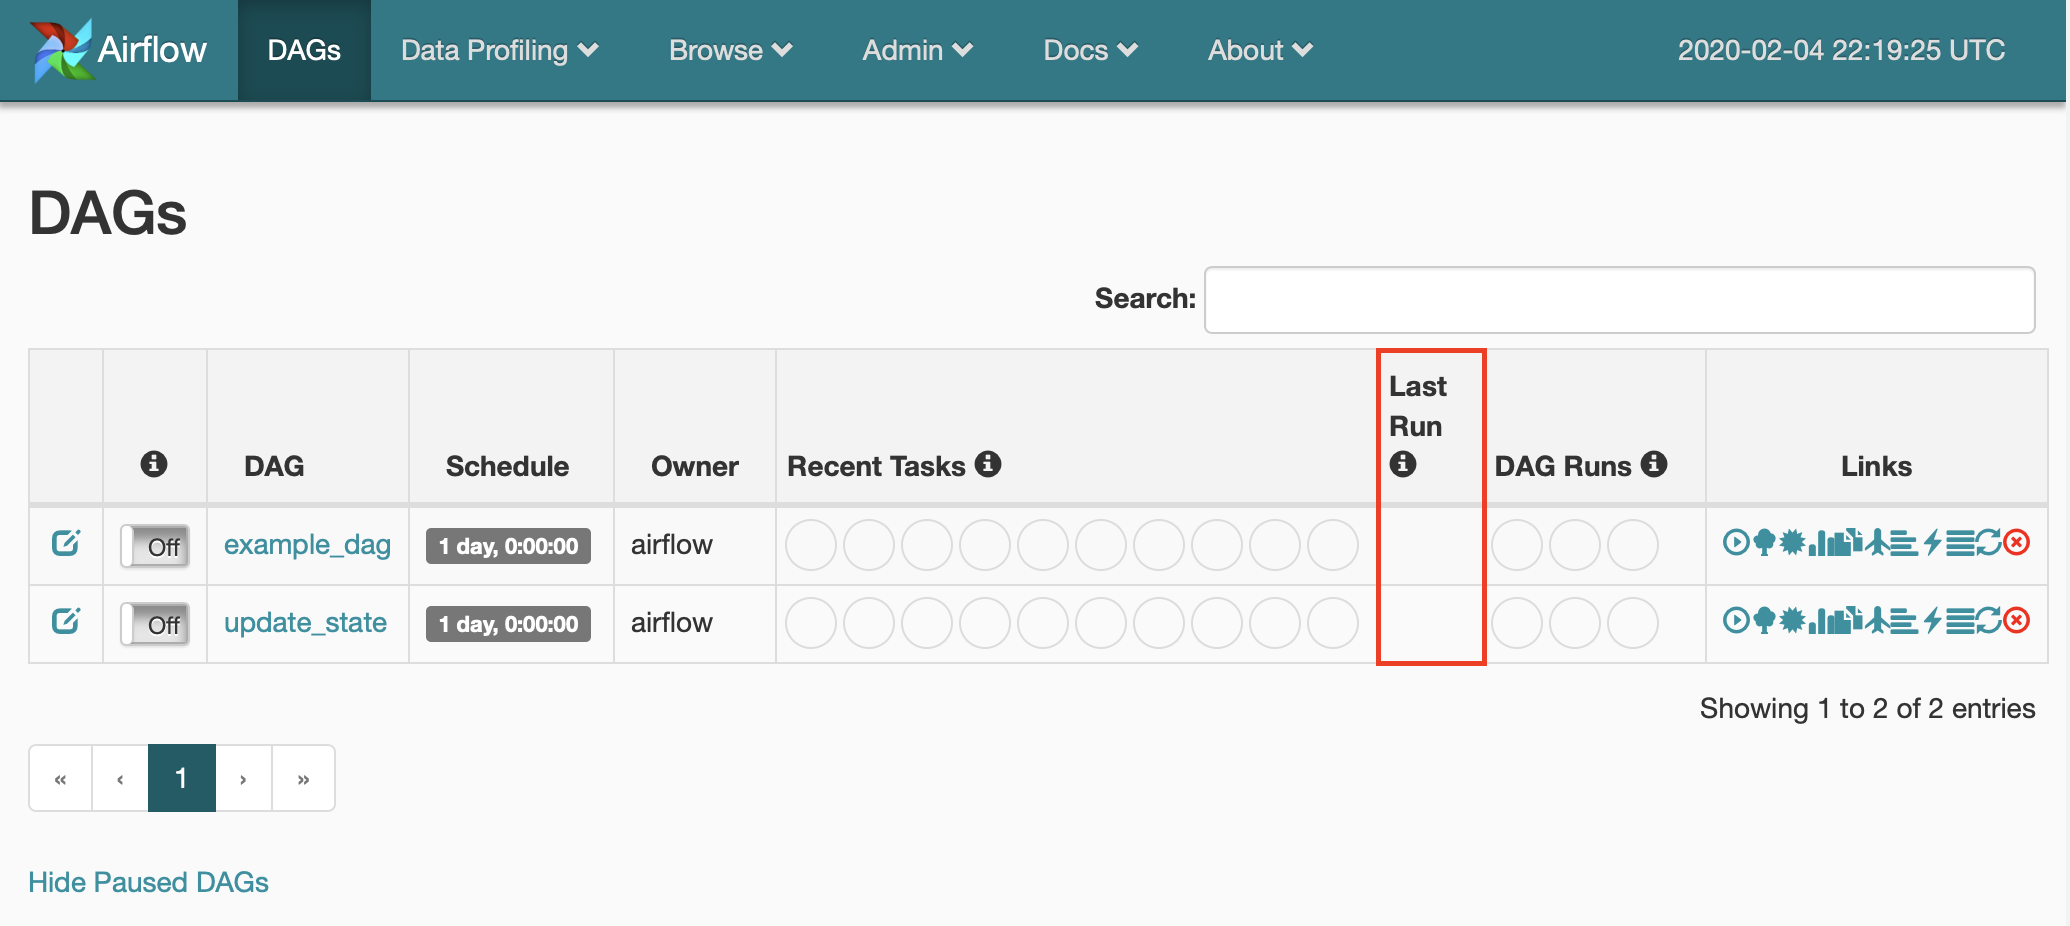 Airflow DAGs Data Profiling Browse Admin Docs About 2020-02-04 22:19:25 UTC
DAGs
Search:
DAG Schedule Owner Recent Tasks Last Run DAG Runs Links
Off example_dag 1 day, 0:00:00 airflow
Off update_state 1 day, 0:00:00 airflow
Showing 1 to 2 of 2 entries
« ‹ 1 › »
Hide Paused DAGs